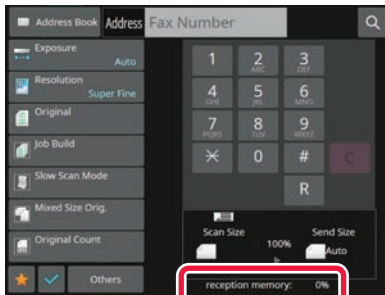 Address Book Address Fax Number
Exposure
Auto
Resolution
Super Fine
Original
Job Build
Slow Scan Mode
Mixed Size Orig.
Original Count
Others
1 2 3
ABC DEF
4 5 6
GHI JKL MNO
7 8 9
PQRS TUV WXYZ
0 # C
R
Scan Size Send Size
100%
Auto
reception memory: 0%